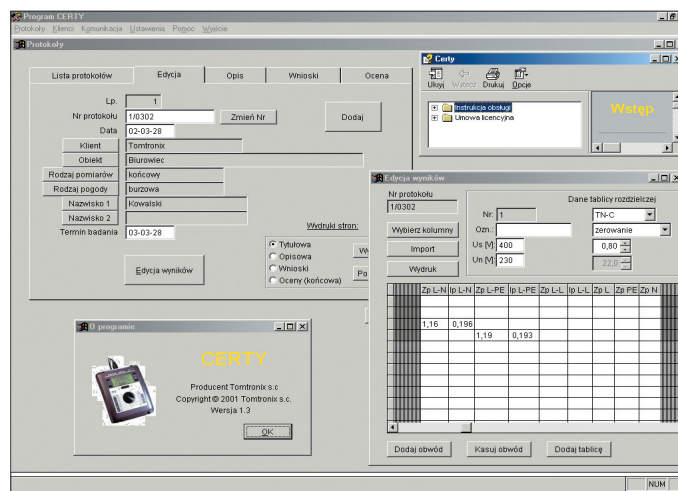 Program CERTY
Protokoły Klienci Komunikacja Ustawienia Pomoc Wyjście
Protokoły
Lista protokołów Edycja Opis Wnioski Ocena
Lp. 1
Nr protokołu 1/0302 Zmień Nr Dodaj
Data 02-03-28
Klient Tomtronix
Obiekt Biurowiec
Rodzaj pomiarów końcowy
Rodzaj pogody burzowa
Nazwisko 1 Kowalski
Nazwisko 2
Termin badania 03-03-28
Edycja wyników
Wydruki stron:
Tytułowa
Opisowa
Wnioski
Oceny (końcowa)
Certy
Ukryj Wstecz Drukuj Opcje
Instrukcja obsługi
Umowa licencyjna
Wstęp
Edycja wyników
Nr protokołu
1/0302
Wybierz kolumny
Import
Wydruk
Dane tablicy rozdzielczej
Nr: 1 TN-C
Ozn.: zerowanie
Us [V]: 400 0,80
Un [V]: 230 22,0
Zp L-N Ip L-N Zp L-PE Ip L-PE Zp L-L Ip L-L Zp L Zp PE Zp N
1,16 0,196
1,19 0,193
Dodaj obwód Kasuj obwód Dodaj tablicę
O programie
CERTY
Producent Tomtronix s.c
Copyright © 2001 Tomtronix s.c.
Wersja 1.3
OK
NUM